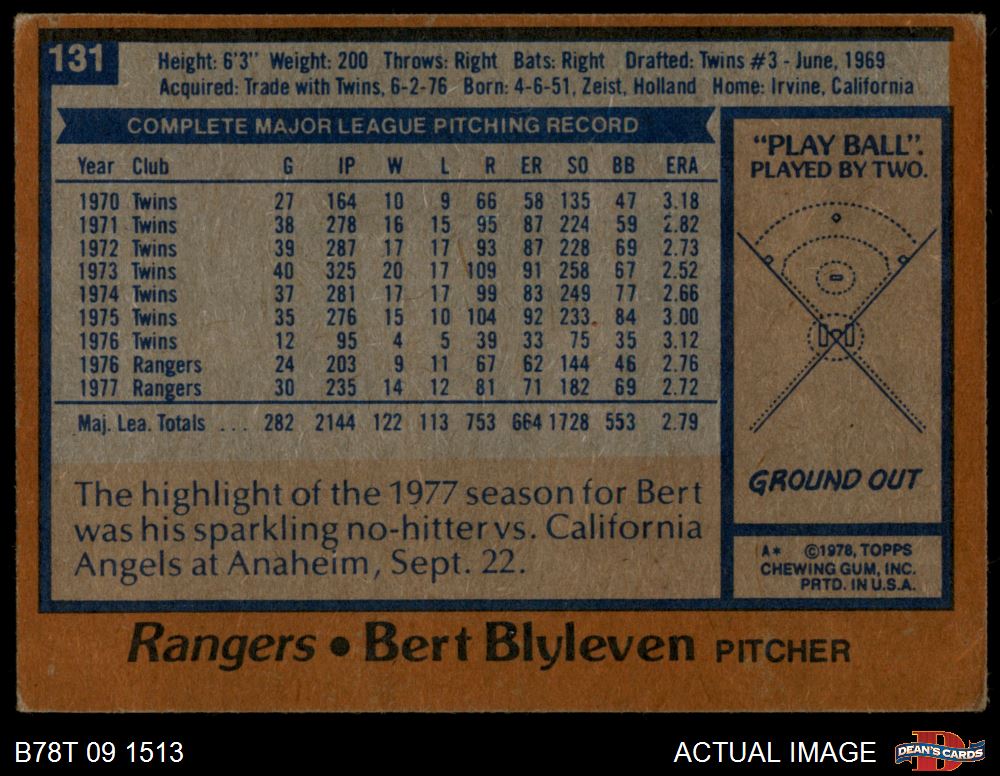 131
Height: 6'3" Weight: 200 Throws: Right Bats: Right Drafted: Twins #3 - June, 1969
Acquired: Trade with Twins, 6-2-76 Born: 4-6-51, Zeist, Holland Home: Irvine, California
COMPLETE MAJOR LEAGUE PITCHING RECORD
Year Club G IP W L R ER SO BB ERA
1970 Twins 27 164 10 9 66 58 135 47 3.18
1971 Twins 38 278 16 15 95 87 224 59 2.82
1972 Twins 39 287 17 17 93 87 228 69 2.73
1973 Twins 40 325 20 17 109 91 258 67 2.52
1974 Twins 37 281 17 17 99 83 249 77 2.66
1975 Twins 35 276 15 10 104 92 233 84 3.00
1976 Twins 12 95 4 5 39 33 75 35 3.12
1976 Rangers 24 203 9 11 67 62 144 46 2.76
1977 Rangers 30 235 14 12 81 71 182 69 2.72
Maj. Lea. Totals ... 282 2144 122 113 753 664 1728 553 2.79
The highlight of the 1977 season for Bert
was his sparkling no-hitter vs. California
Angels at Anaheim, Sept. 22.
"PLAY BALL":
PLAYED BY TWO.
GROUND OUT
A* ©1978, TOPPS
CHEWING GUM, INC.
PRTD. IN U.S.A.
Rangers • Bert Blyleven PITCHER
B78T 09 1513
ACTUAL IMAGE
DEAN'S CARDS